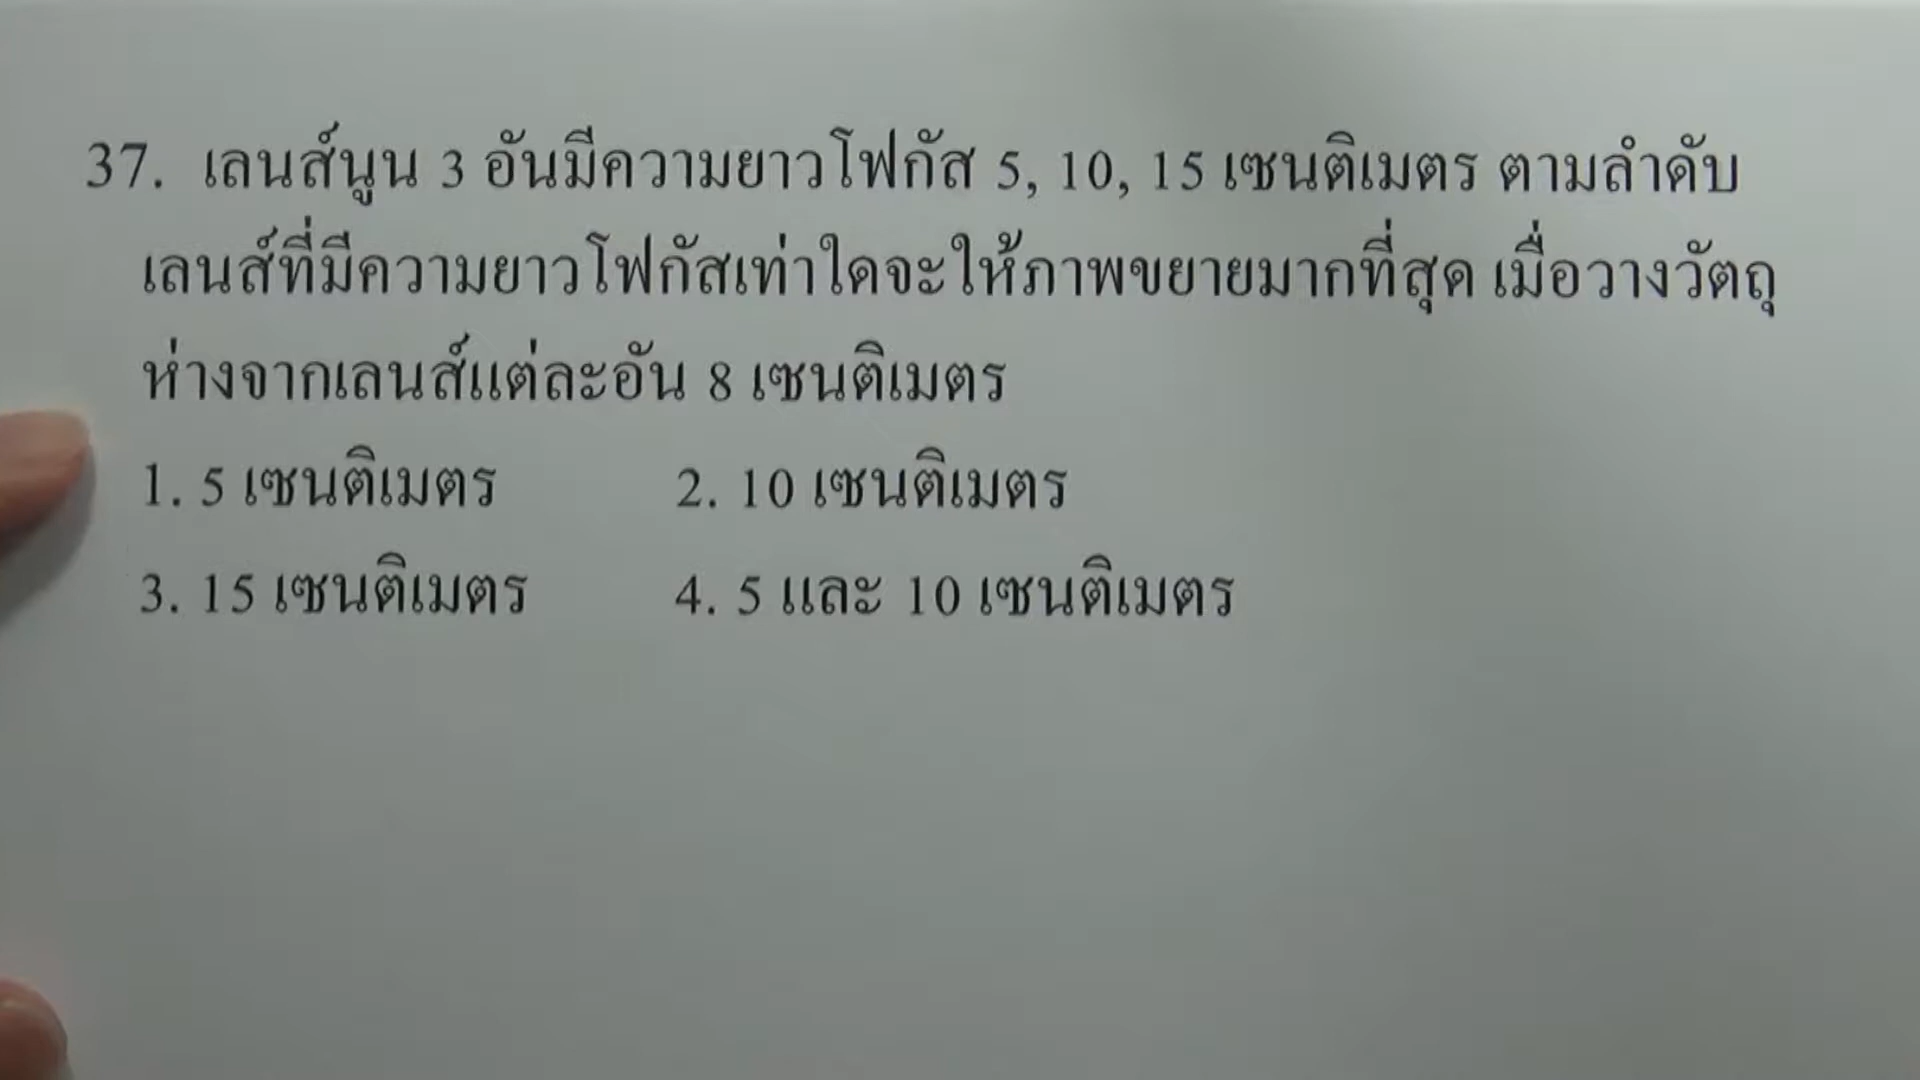 37. เลนส์นูน 3 อันมีความยาวโฟกัส 5, 10, 15 เซนติเมตร ตามลำดับ
เลนส์ที่มีความยาวโฟกัสเท่าใดจะให้ภาพขยายมากที่สุด เมื่อวางวัตถุ
ห่างจากเลนส์แต่ละอัน 8 เซนติเมตร
1. 5 เซนติเมตร 2. 10 เซนติเมตร
3. 15 เซนติเมตร 4. 5 และ 10 เซนติเมตร